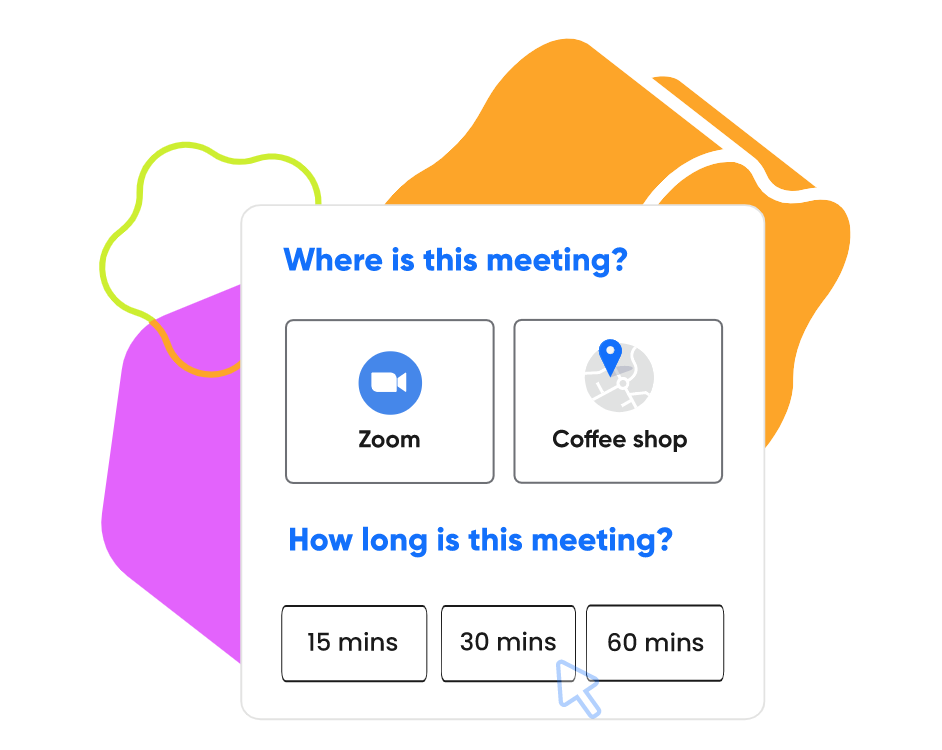 Where is this meeting?
Zoom
Coffee shop
How long is this meeting?
15 mins
30 mins
60 mins